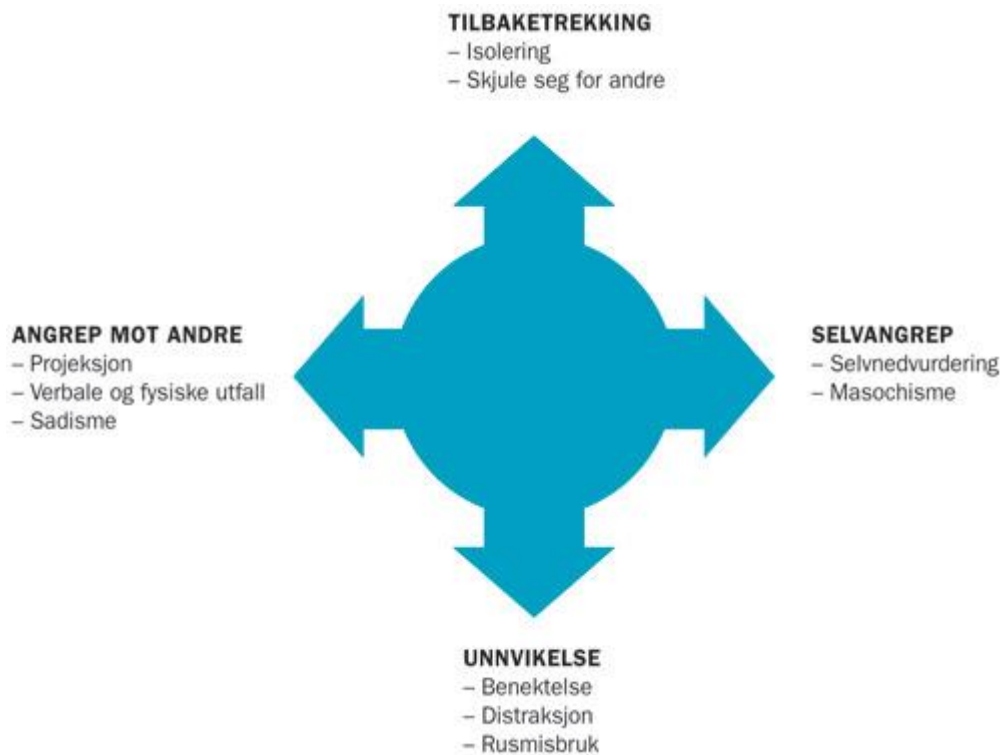 TILBAKETREKKING
– Isolering
– Skjule seg for andre
ANGREP MOT ANDRE
– Projeksjon
– Verbale og fysiske utfall
– Sadisme
SELVANGREP
– Selvnedvurdering
– Masochisme
UNNVIKELSE
– Benektelse
– Distraksjon
– Rusmisbruk